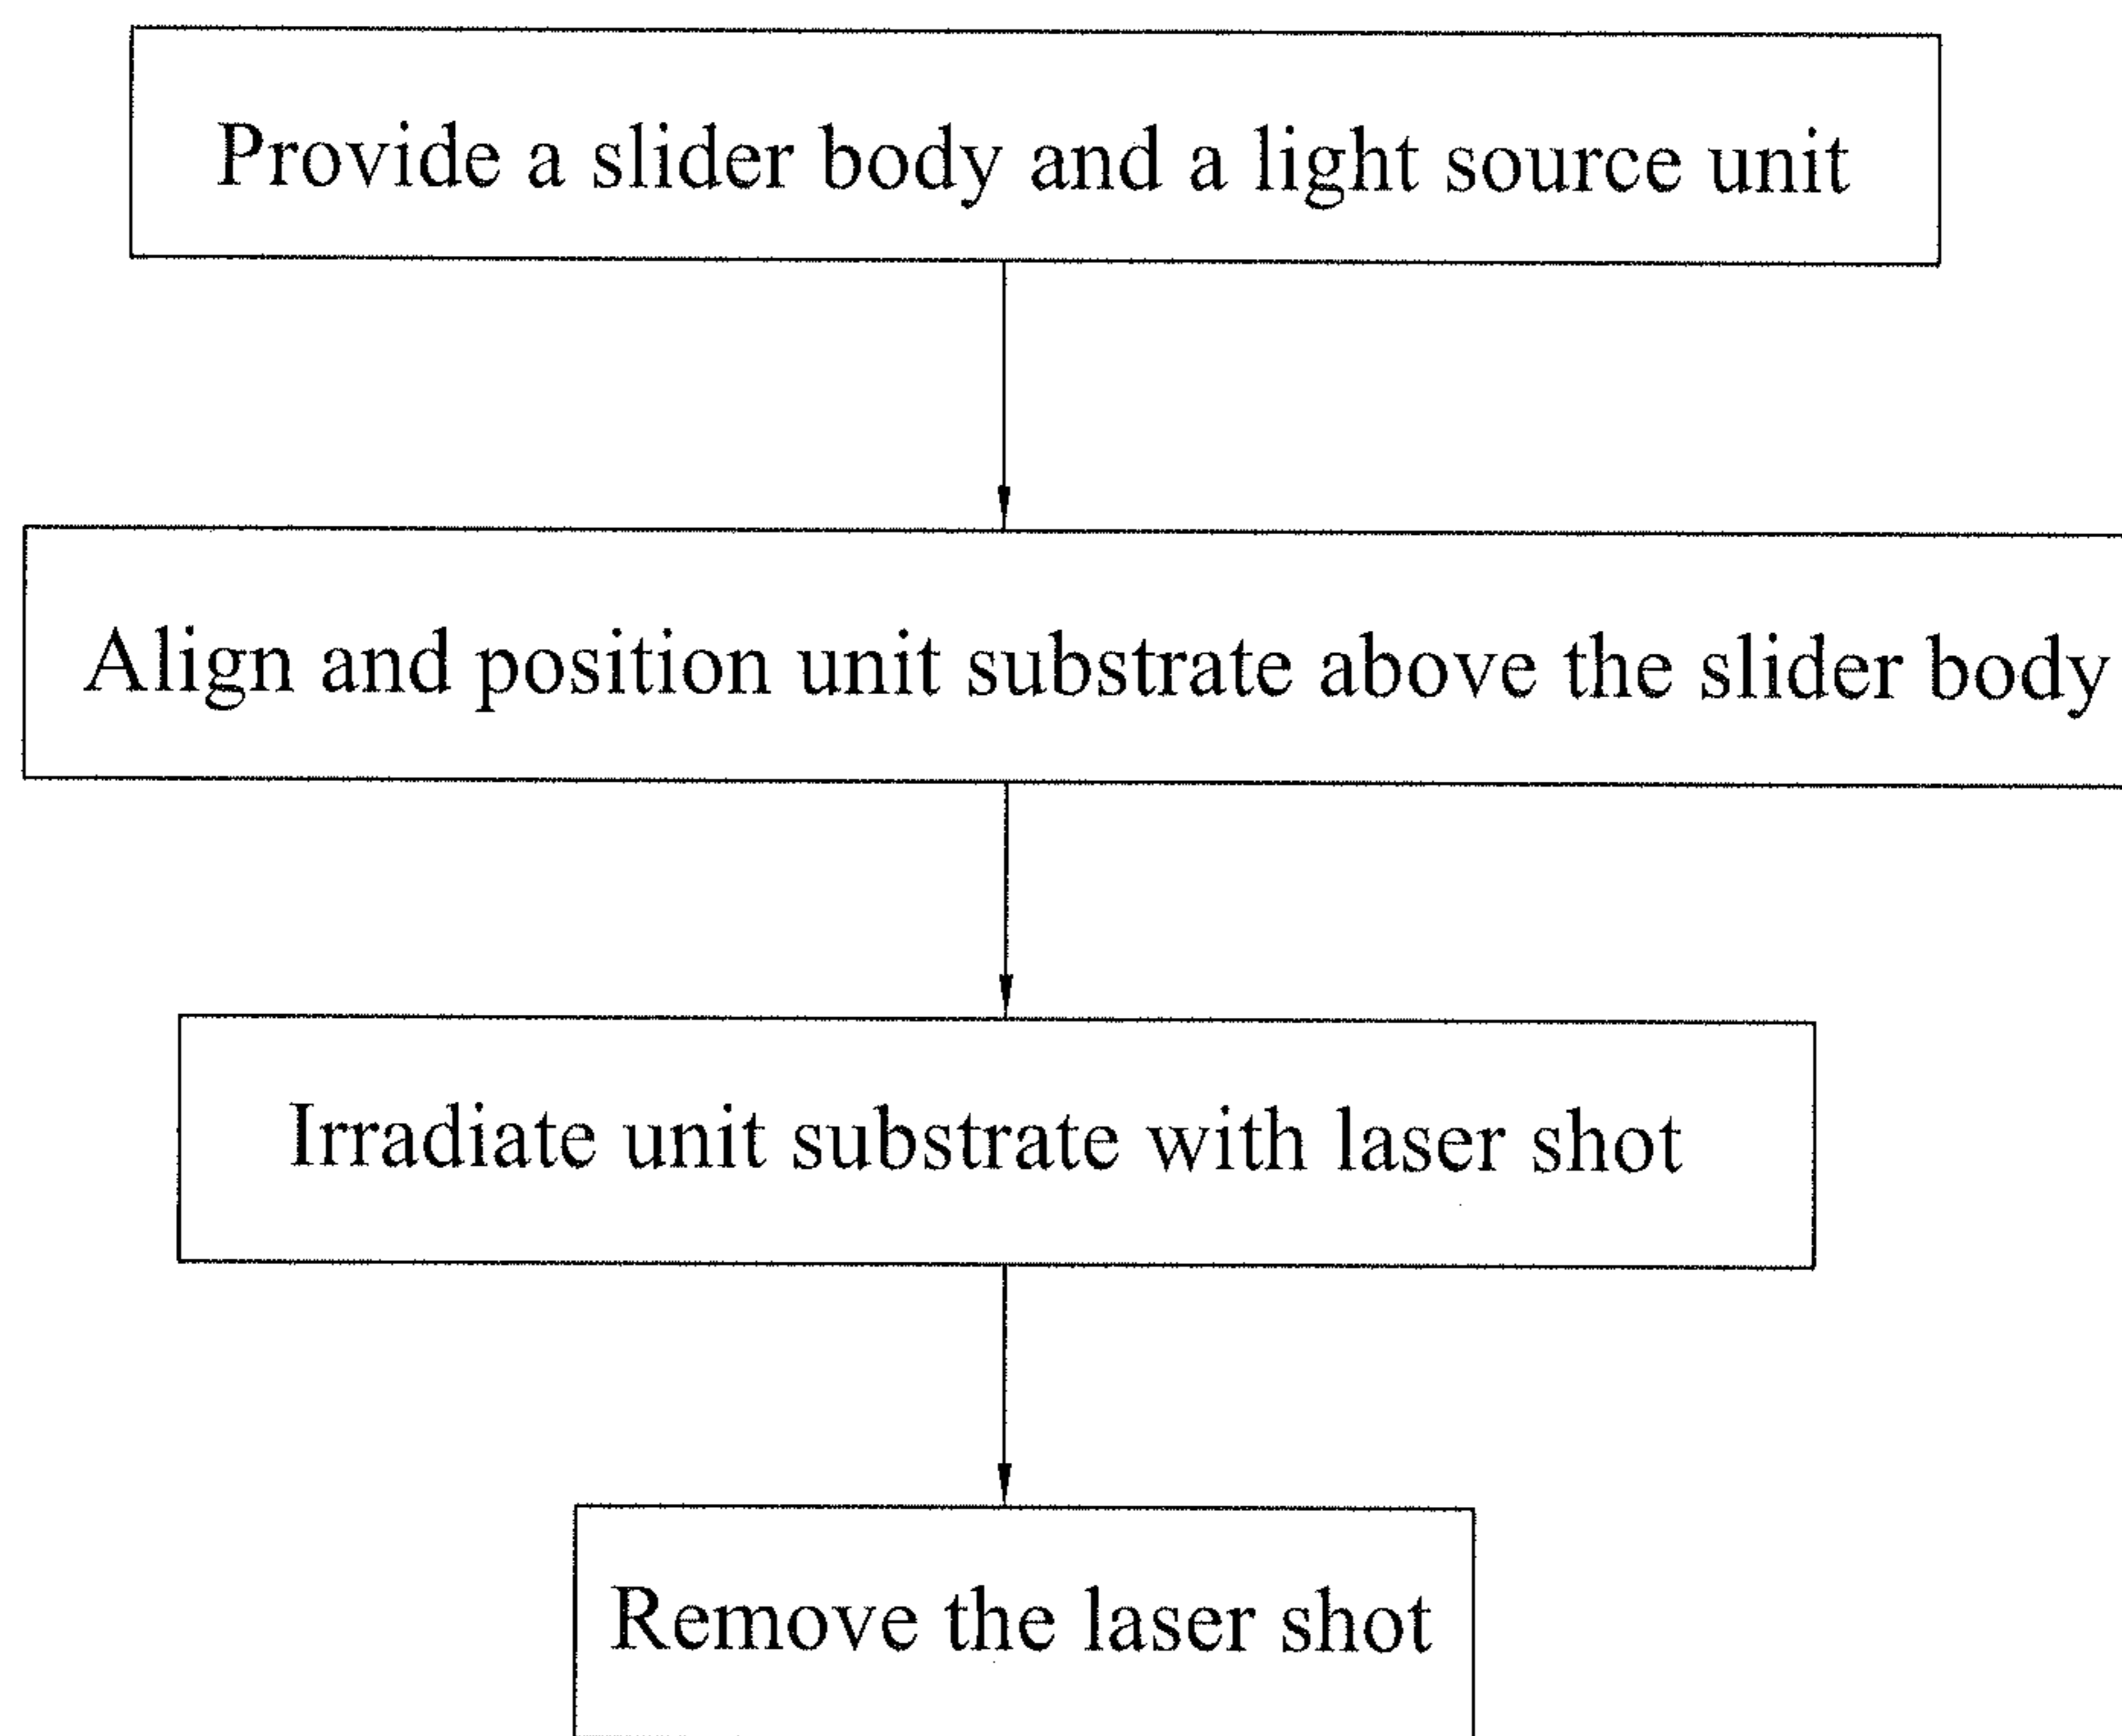 Provide a slider body and a light source unit
Align and position unit substrate above the slider body
Irradiate unit substrate with laser shot
Remove the laser shot